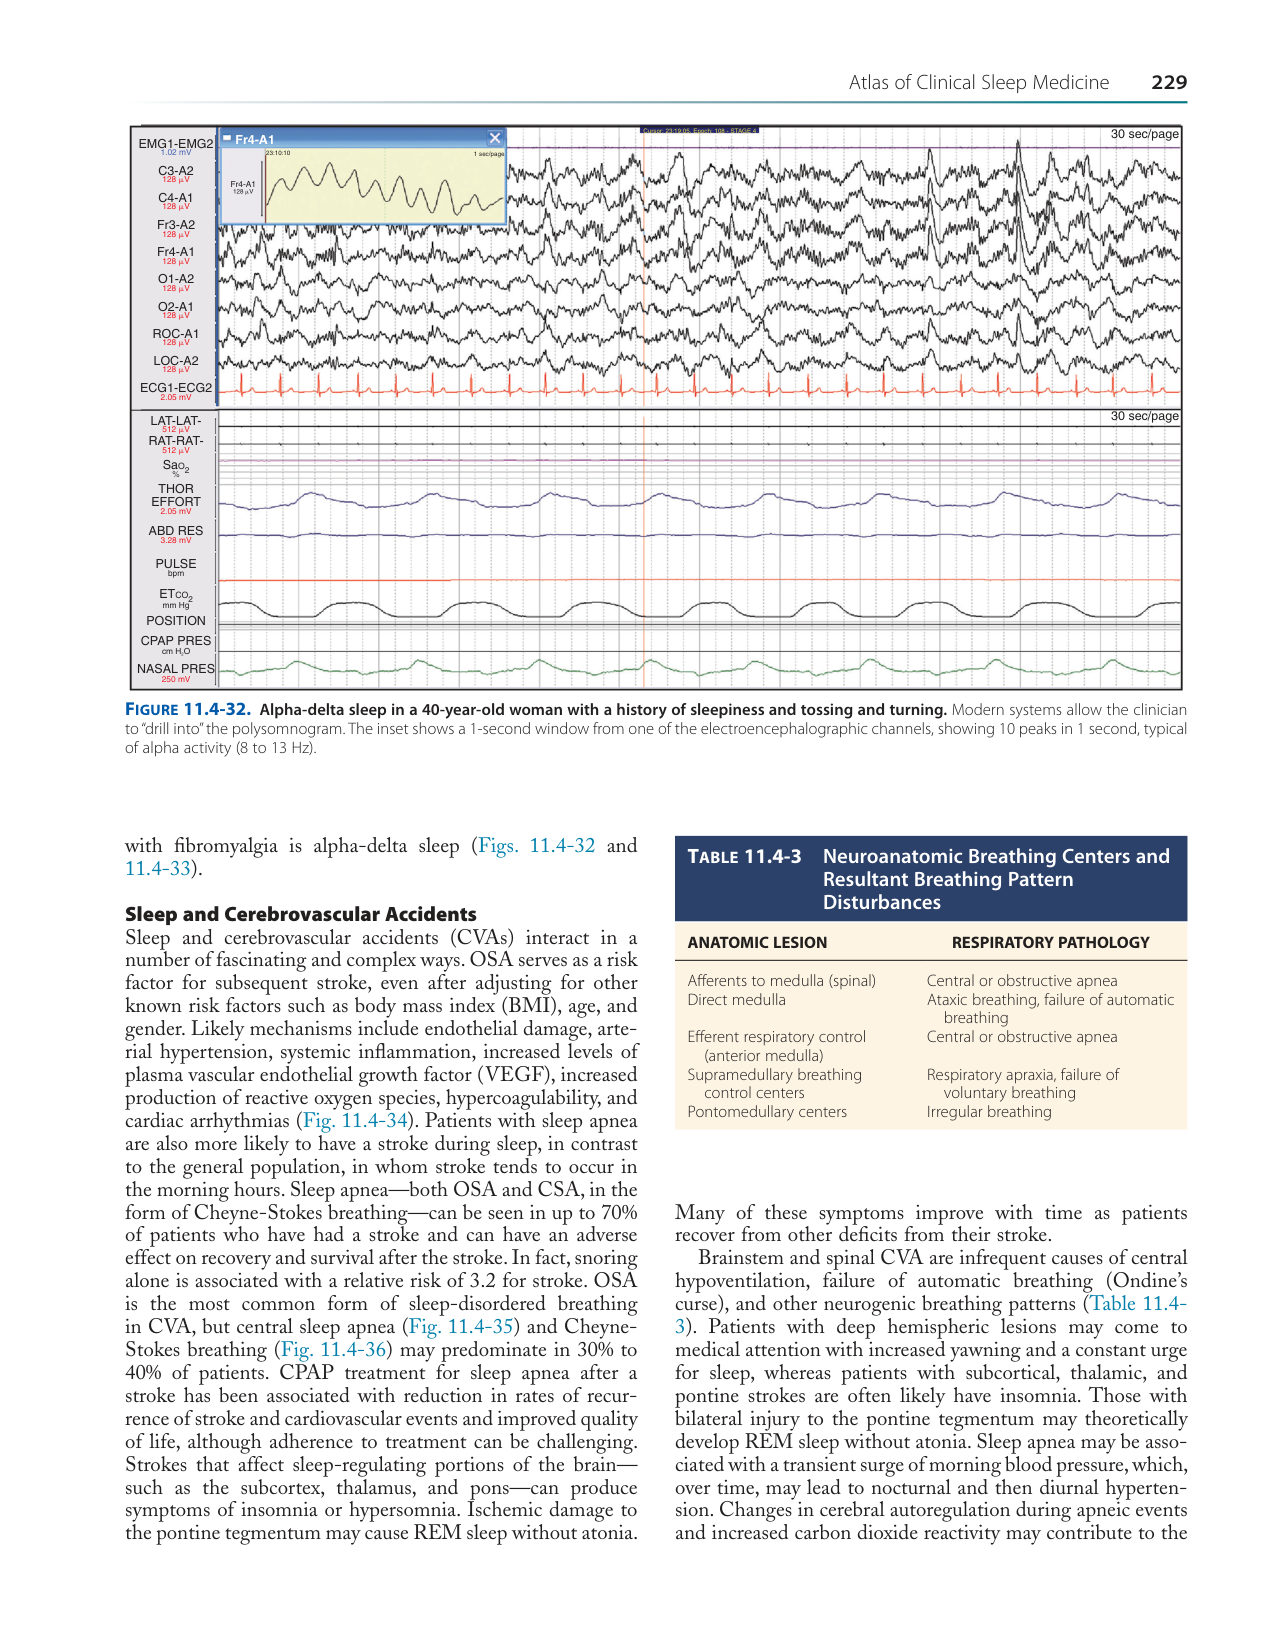 Atlas of Clinical Sleep Medicine 229
EMG1-EMG2
1.02 mV
C3-A2
128 µV
C4-A1
128 µV
Fr3-A2
128 µV
Fr4-A1
128 µV
O1-A2
128 µV
O2-A1
128 µV
ROC-A1
128 µV
LOC-A2
128 µV
ECG1-ECG2
2.05 mV
Fr4-A1
23:10:10
1 sec/page
Fr4-A1
128 µV
30 sec/page
LAT-LAT-
512 µV
RAT-RAT-
512 µV
SaO2
%
THOR
EFFORT
2.05 mV
ABD RES
3.28 mV
PULSE
bpm
ETCO2
mm Hg
POSITION
CPAP PRES
cm H2O
NASAL PRES
250 mV
30 sec/page
FIGURE 11.4-32. Alpha-delta sleep in a 40-year-old woman with a history of sleepiness and tossing and turning. Modern systems allow the clinician
to “drill into” the polysomnogram. The inset shows a 1-second window from one of the electroencephalographic channels, showing 10 peaks in 1 second, typical
of alpha activity (8 to 13 Hz).
with fibromyalgia is alpha-delta sleep (Figs. 11.4-32 and
11.4-33).
Sleep and Cerebrovascular Accidents
Sleep and cerebrovascular accidents (CVAs) interact in a
number of fascinating and complex ways. OSA serves as a risk
factor for subsequent stroke, even after adjusting for other
known risk factors such as body mass index (BMI), age, and
gender. Likely mechanisms include endothelial damage, arte-
rial hypertension, systemic inflammation, increased levels of
plasma vascular endothelial growth factor (VEGF), increased
production of reactive oxygen species, hypercoagulability, and
cardiac arrhythmias (Fig. 11.4-34). Patients with sleep apnea
are also more likely to have a stroke during sleep, in contrast
to the general population, in whom stroke tends to occur in
the morning hours. Sleep apnea—both OSA and CSA, in the
form of Cheyne-Stokes breathing—can be seen in up to 70%
of patients who have had a stroke and can have an adverse
effect on recovery and survival after the stroke. In fact, snoring
alone is associated with a relative risk of 3.2 for stroke. OSA
is the most common form of sleep-disordered breathing
in CVA, but central sleep apnea (Fig. 11.4-35) and Cheyne-
Stokes breathing (Fig. 11.4-36) may predominate in 30% to
40% of patients. CPAP treatment for sleep apnea after a
stroke has been associated with reduction in rates of recur-
rence of stroke and cardiovascular events and improved quality
of life, although adherence to treatment can be challenging.
Strokes that affect sleep-regulating portions of the brain—
such as the subcortex, thalamus, and pons—can produce
symptoms of insomnia or hypersomnia. Ischemic damage to
the pontine tegmentum may cause REM sleep without atonia.
TABLE 11.4-3 Neuroanatomic Breathing Centers and
Resultant Breathing Pattern
Disturbances
ANATOMIC LESION RESPIRATORY PATHOLOGY
Afferents to medulla (spinal) Central or obstructive apnea
Direct medulla Ataxic breathing, failure of automatic
breathing
Efferent respiratory control Central or obstructive apnea
(anterior medulla)
Supramedullary breathing Respiratory apraxia, failure of
control centers voluntary breathing
Pontomedullary centers Irregular breathing
Many of these symptoms improve with time as patients
recover from other deficits from their stroke.
Brainstem and spinal CVA are infrequent causes of central
hypoventilation, failure of automatic breathing (Ondine’s
curse), and other neurogenic breathing patterns (Table 11.4-
3). Patients with deep hemispheric lesions may come to
medical attention with increased yawning and a constant urge
for sleep, whereas patients with subcortical, thalamic, and
pontine strokes are often likely have insomnia. Those with
bilateral injury to the pontine tegmentum may theoretically
develop REM sleep without atonia. Sleep apnea may be asso-
ciated with a transient surge of morning blood pressure, which,
over time, may lead to nocturnal and then diurnal hyperten-
sion. Changes in cerebral autoregulation during apneic events
and increased carbon dioxide reactivity may contribute to the